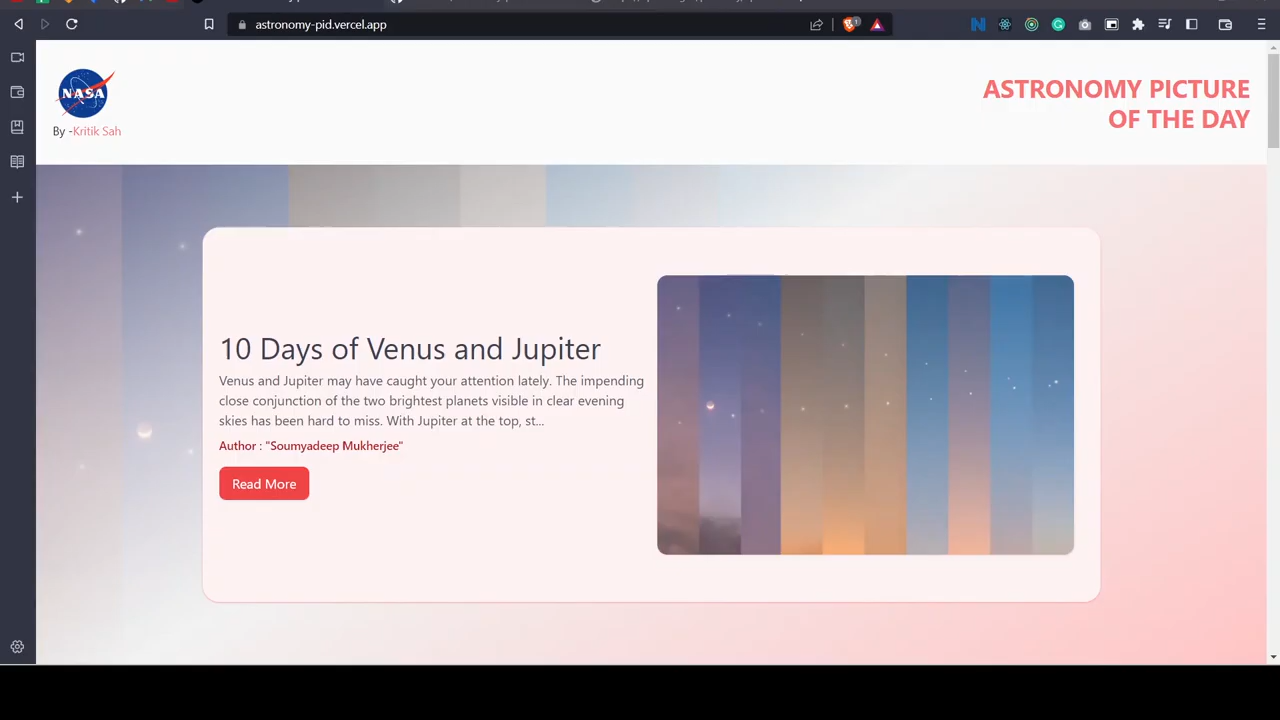 astronomy-pid.vercel.app
1
NASA
By -Kritik Sah
ASTRONOMY PICTURE
OF THE DAY
10 Days of Venus and Jupiter
Venus and Jupiter may have caught your attention lately. The impending
close conjunction of the two brightest planets visible in clear evening
skies has been hard to miss. With Jupiter at the top, st...
Author : "Soumyadeep Mukherjee"
Read More